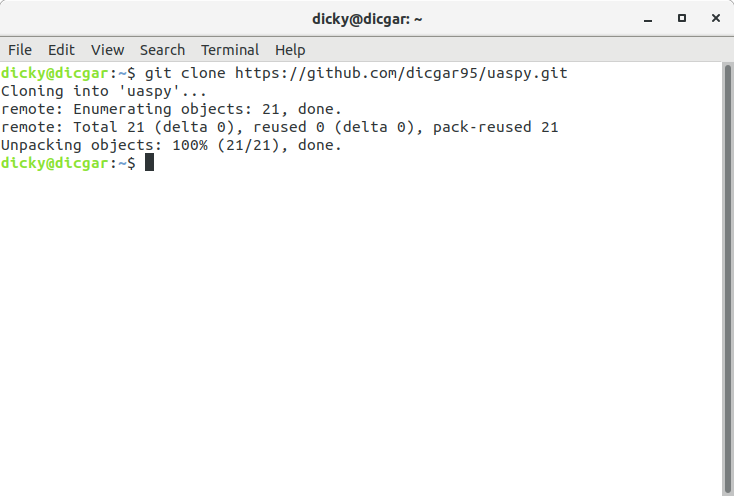 dicky@dicgar: ~
File Edit View Search Terminal Help
dicky@dicgar:~$ git clone https://github.com/dicgar95/uaspy.git
Cloning into 'uaspy'...
remote: Enumerating objects: 21, done.
remote: Total 21 (delta 0), reused 0 (delta 0), pack-reused 21
Unpacking objects: 100% (21/21), done.
dicky@dicgar:~$